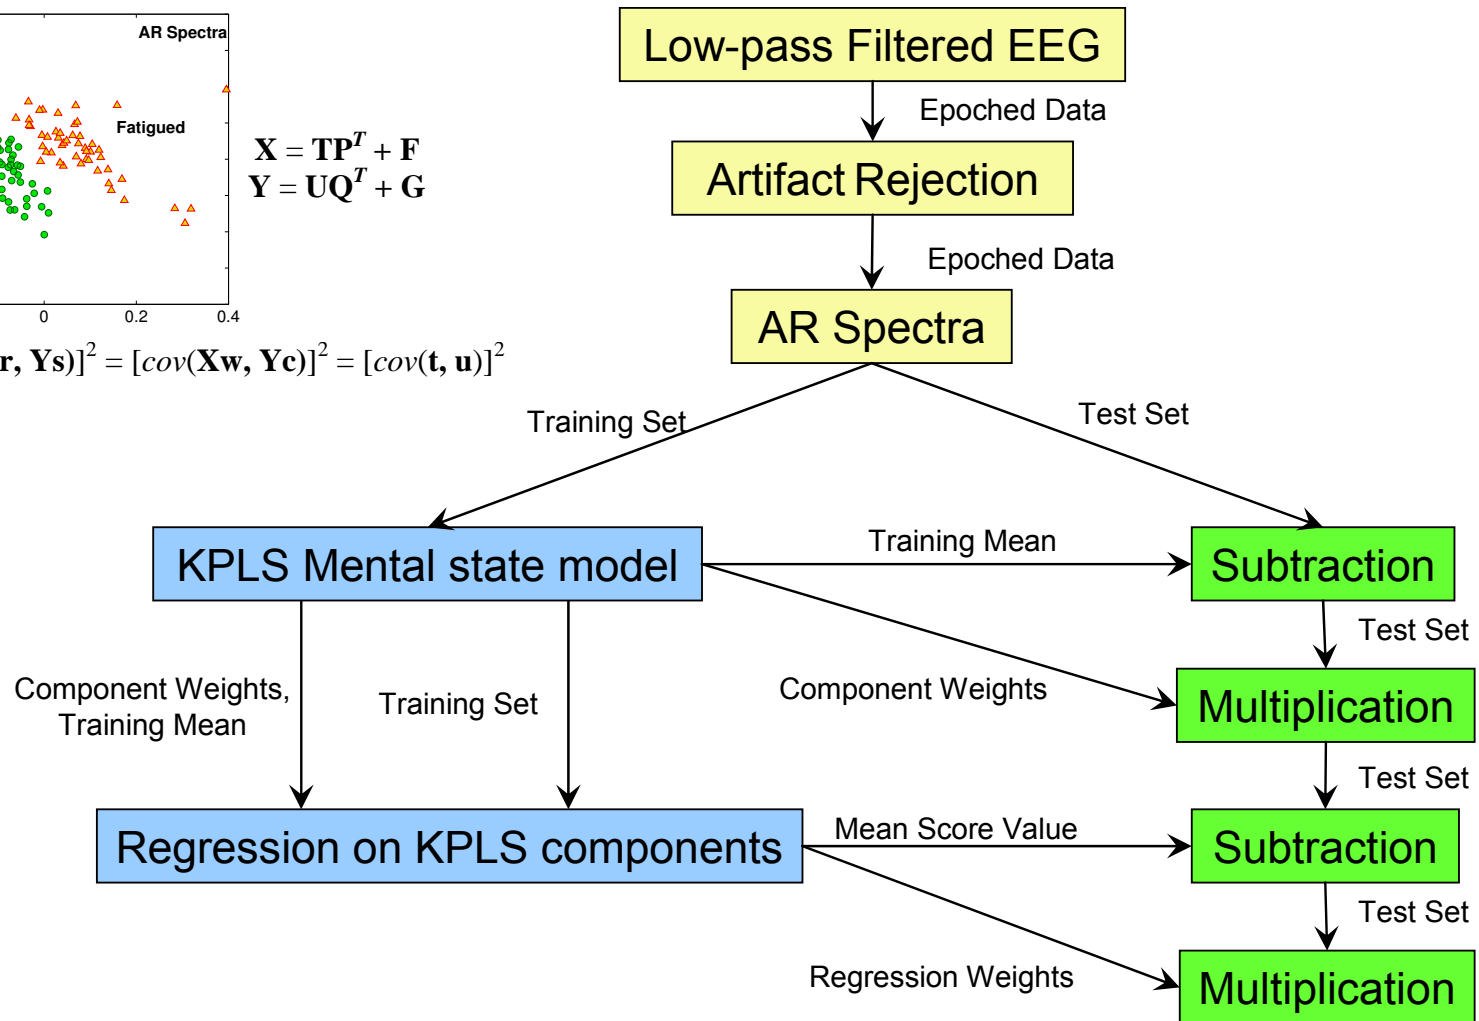 AR Spectra
Fatigued
0
0.2
0.4
X = TP^T + F
Y = UQ^T + G
r, Ys)]^2 = [cov(Xw, Yc)]^2 = [cov(t, u)]^2
Low-pass Filtered EEG
Epoched Data
Artifact Rejection
Epoched Data
AR Spectra
Training Set
Test Set
KPLS Mental state model
Training Mean
Subtraction
Test Set
Component Weights,
Training Mean
Training Set
Component Weights
Multiplication
Test Set
Regression on KPLS components
Mean Score Value
Subtraction
Test Set
Regression Weights
Multiplication